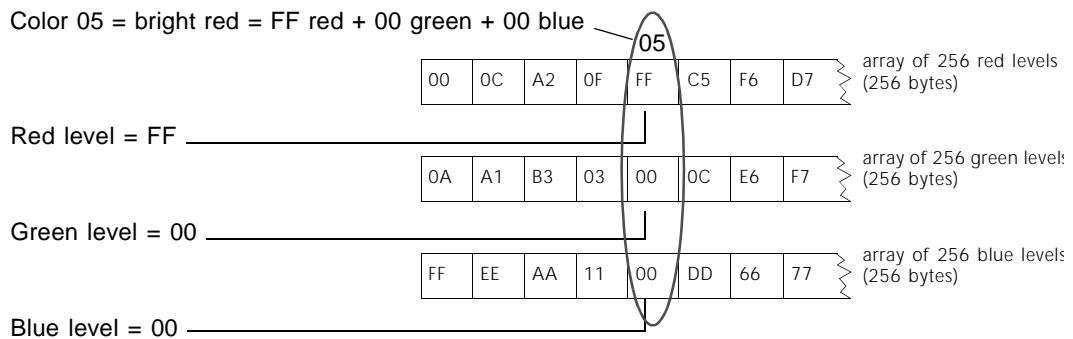 Color 05 = bright red = FF red + 00 green + 00 blue
05
00 0C A2 0F FF C5 F6 D7
array of 256 red levels
(256 bytes)
Red level = FF
0A A1 B3 03 00 0C E6 F7
array of 256 green levels
(256 bytes)
Green level = 00
FF EE AA 11 00 DD 66 77
array of 256 blue levels
(256 bytes)
Blue level = 00